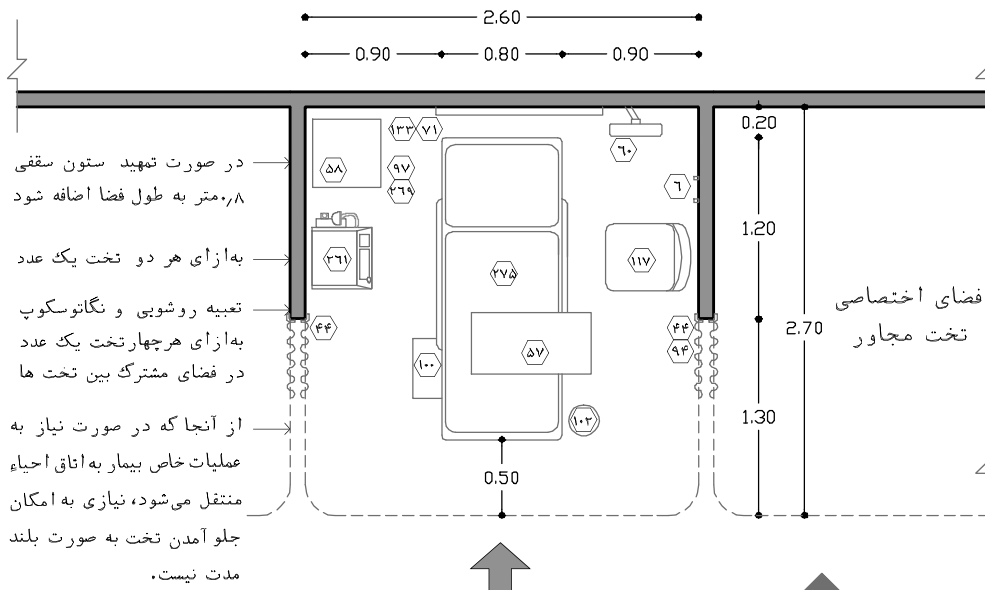 2.60
0.90 0.80 0.90
در صورت تمهید ستون سقفی
۰٫۸متر به طول فضا اضافه شود
به‌ازای هر دو تخت یک عدد
تعبیه روشویی و نگاتوسکوپ
به‌ازای هرچهارتخت یک عدد
در فضای مشترک بین تخت ها
از آنجا که در صورت نیاز به
عملیات خاص بیمار به اتاق احیاء
منتقل می‌شود، نیازی به امکان
جلو آمدن تخت به صورت بلند
مدت نیست.
۵۸
۱۳۳ ۷۱
۹۷
۲۶۹
۶۰
۶
۲۶۱
۲۷۵
۱۱۷
۴۴
۴۴
۹۴
۵۷
۱۰۰
۱۰۲
0.50
0.20
1.20
2.70
1.30
فضای اختصاصی
تخت مجاور